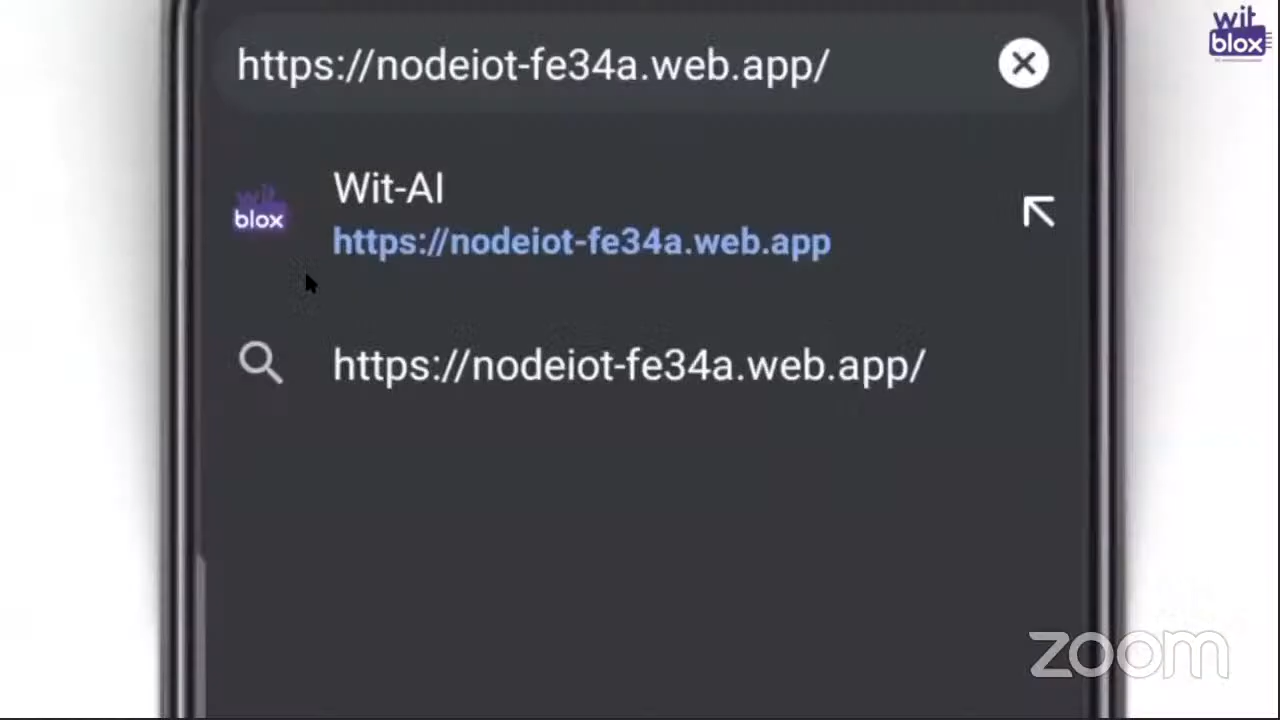 https://nodeiot-fe34a.web.app/
wit
blox
Wit-AI
wit
blox
https://nodeiot-fe34a.web.app
https://nodeiot-fe34a.web.app/
zoom